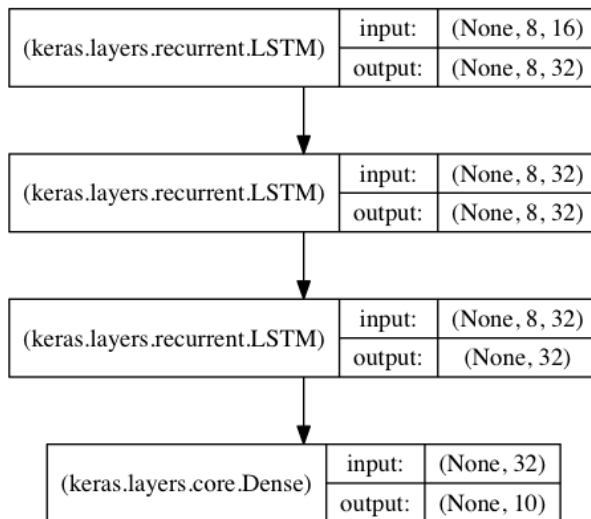 (keras.layers.recurrent.LSTM)
input: (None, 8, 16)
output: (None, 8, 32)
(keras.layers.recurrent.LSTM)
input: (None, 8, 32)
output: (None, 8, 32)
(keras.layers.recurrent.LSTM)
input: (None, 8, 32)
output: (None, 32)
(keras.layers.core.Dense)
input: (None, 32)
output: (None, 10)